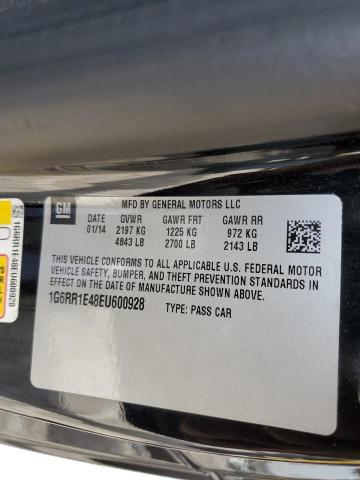 GM
MFD BY GENERAL MOTORS LLC
DATE GVWR GAWR FRT GAWR RR
01/14 2197 KG 1225 KG 972 KG
4843 LB 2700 LB 2143 LB
THIS VEHICLE CONFORMS TO ALL APPLICABLE U.S. FEDERAL MOTOR
VEHICLE SAFETY, BUMPER, AND THEFT PREVENTION STANDARDS IN
EFFECT ON THE DATE OF MANUFACTURE SHOWN ABOVE.
1G6RR1E48EU600928 TYPE: PASS CAR
1G6RR1E48EU600928